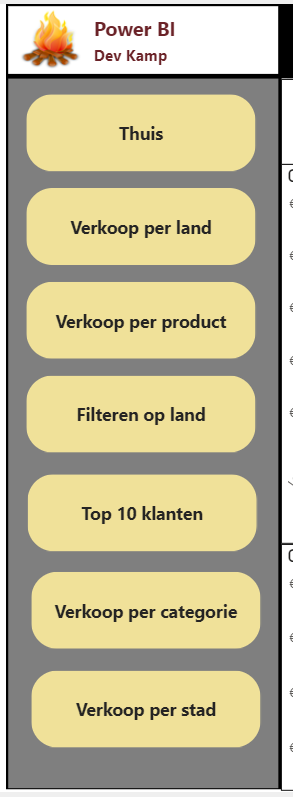 Power BI
Dev Kamp
Thuis
Verkoop per land
Verkoop per product
Filteren op land
Top 10 klanten
Verkoop per categorie
Verkoop per stad